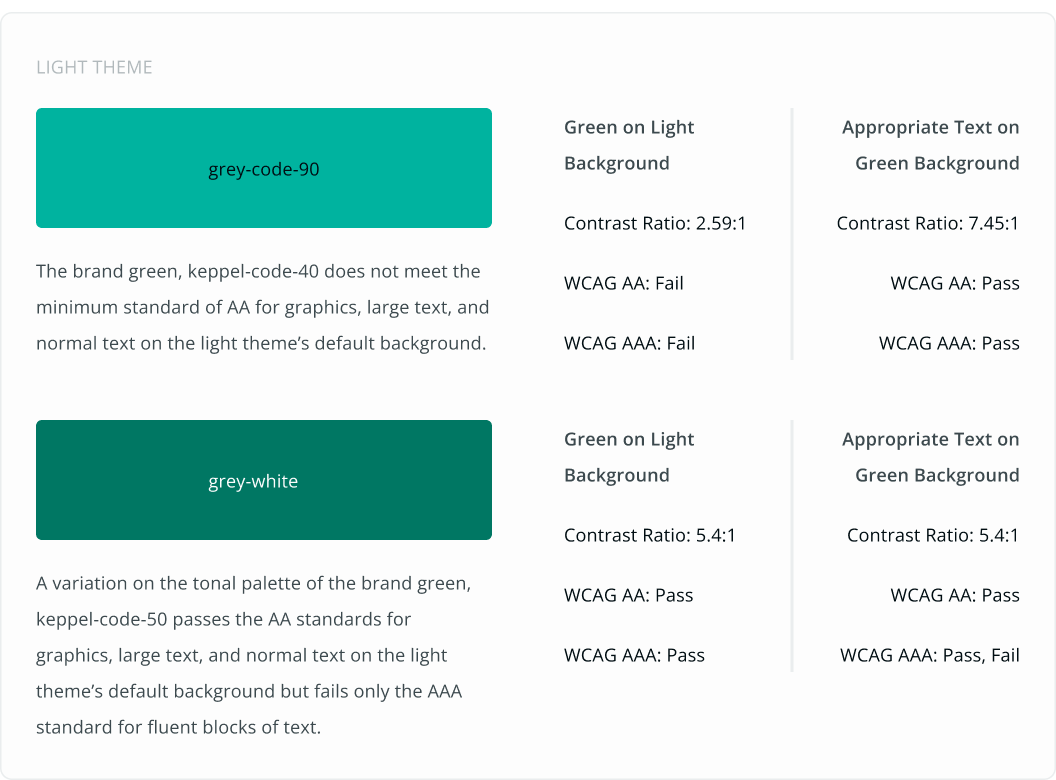 LIGHT THEME
grey-code-90
The brand green, keppel-code-40 does not meet the
minimum standard of AA for graphics, large text, and
normal text on the light theme’s default background.
Green on Light
Background
Contrast Ratio: 2.59:1
WCAG AA: Fail
WCAG AAA: Fail
Appropriate Text on
Green Background
Contrast Ratio: 7.45:1
WCAG AA: Pass
WCAG AAA: Pass
grey-white
A variation on the tonal palette of the brand green,
keppel-code-50 passes the AA standards for
graphics, large text, and normal text on the light
theme’s default background but fails only the AAA
standard for fluent blocks of text.
Green on Light
Background
Contrast Ratio: 5.4:1
WCAG AA: Pass
WCAG AAA: Pass
Appropriate Text on
Green Background
Contrast Ratio: 5.4:1
WCAG AA: Pass
WCAG AAA: Pass, Fail